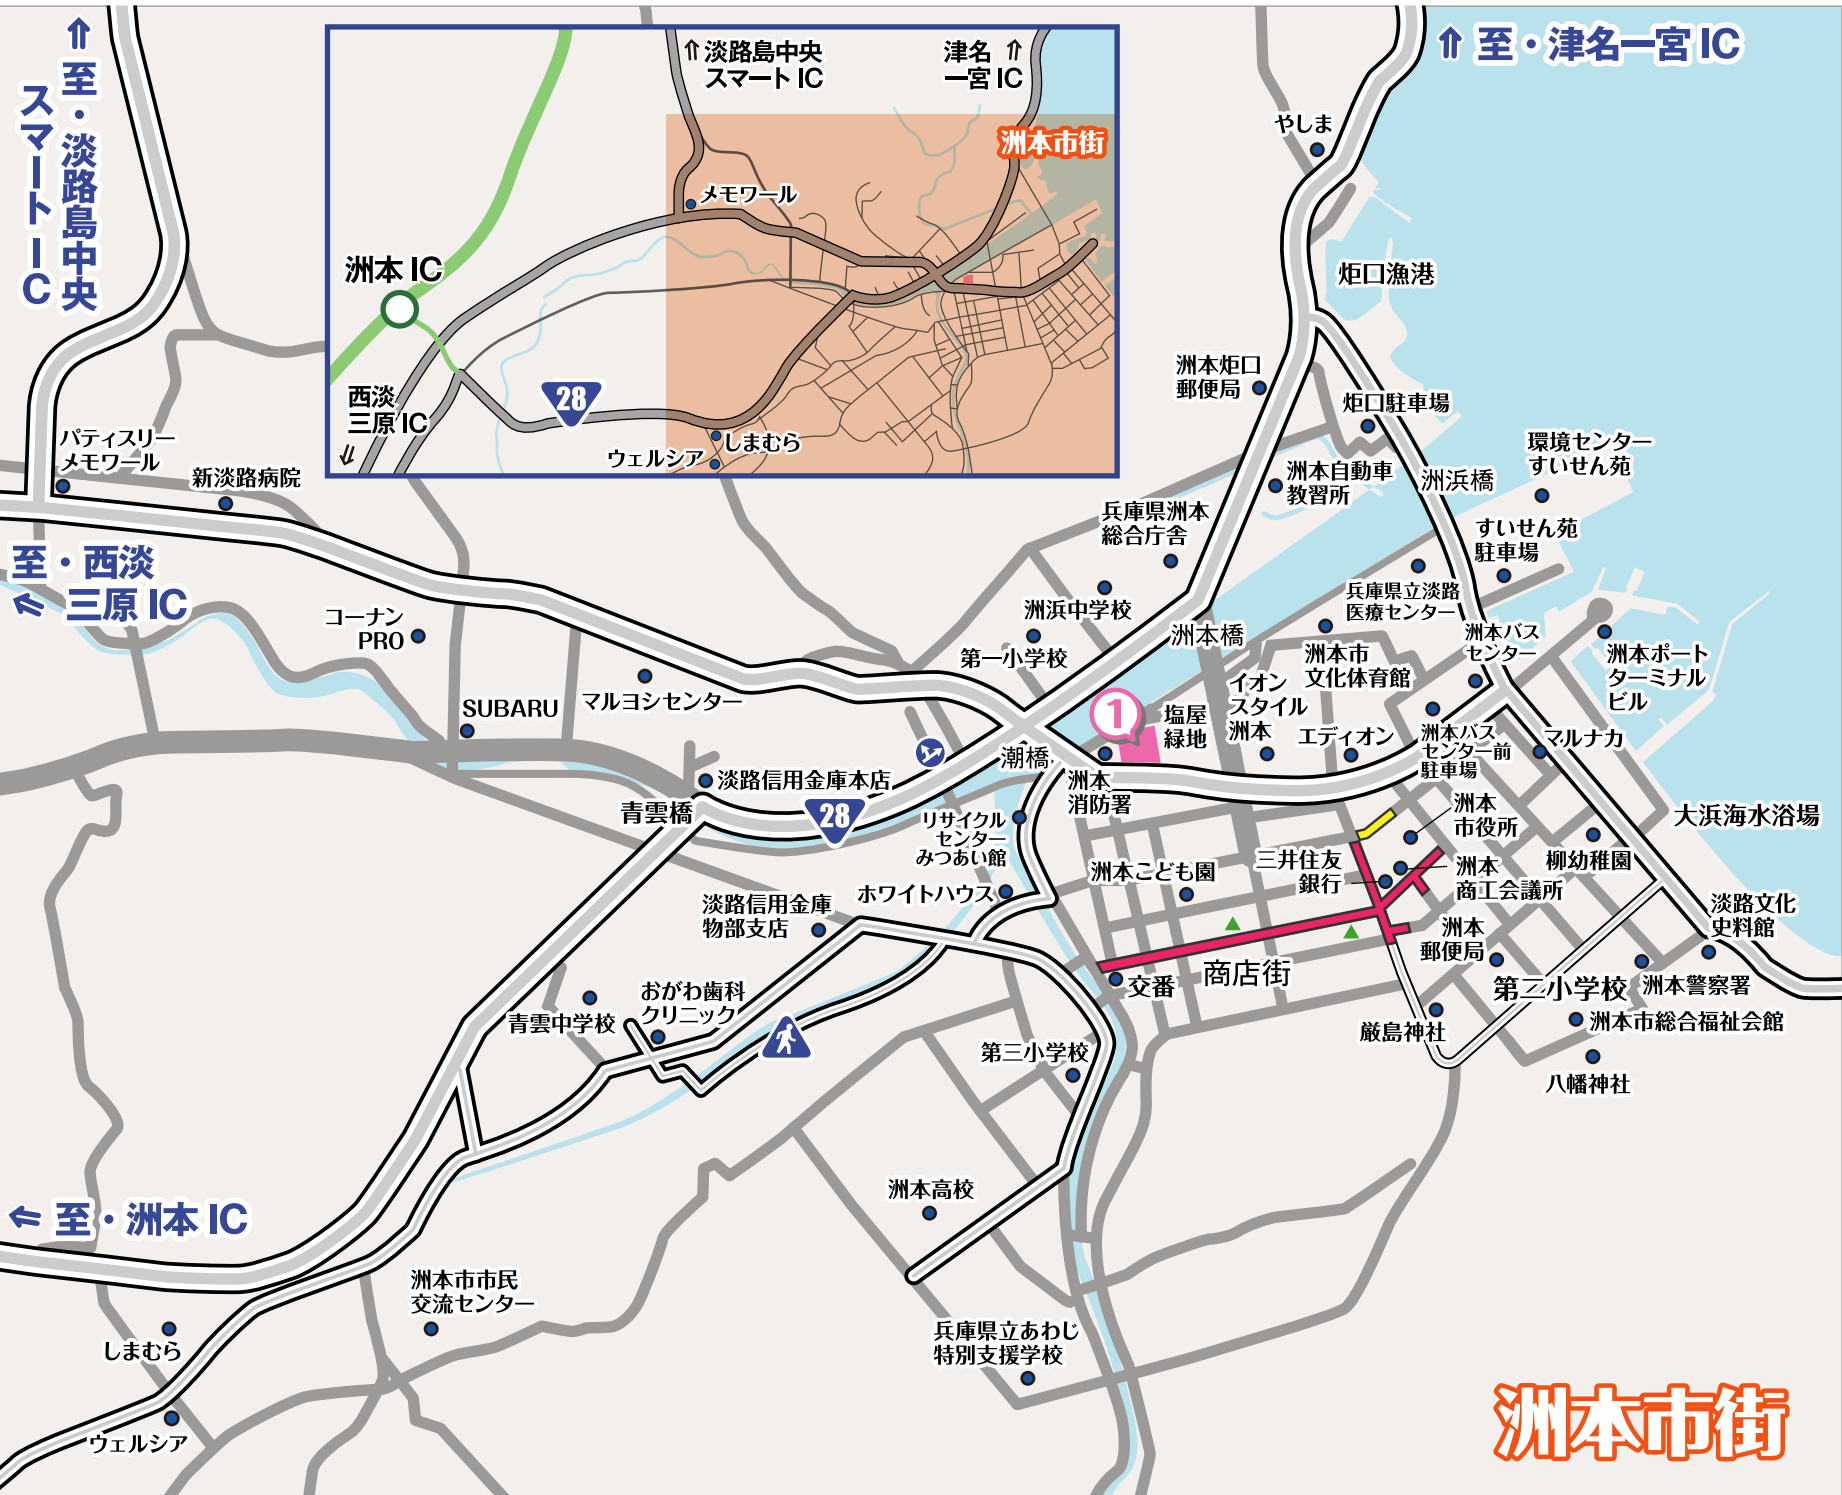 至・淡路島中央
スマートIC
淡路島中央
スマートIC
津名
一宮IC
洲本市街
メモワール
洲本IC
西淡
三原IC
28
しまむら
ウェルシア
至・津名一宮IC
やしま
炬口漁港
洲本炬口
郵便局
炬口駐車場
洲本自動車
教習所
洲浜橋
環境センター
すいせん苑
すいせん苑
駐車場
パティスリー
メモワール
新淡路病院
至・西淡
三原IC
兵庫県洲本
総合庁舎
洲浜中学校
第一小学校
洲本橋
兵庫県立淡路
医療センター
洲本バス
センター
洲本市
文化体育館
洲本ポート
ターミナル
ビル
コーナン
PRO
マルヨシセンター
SUBARU
1
塩屋
緑地
イオン
スタイル
洲本
エディオン
洲本バス
センター前
駐車場
マルナカ
潮橋
洲本
消防署
淡路信用金庫本店
青雲橋
28
リサイクル
センター
みつあい館
ホワイトハウス
洲本
市役所
大浜海水浴場
三井住友
銀行
洲本
商工会議所
柳幼稚園
洲本こども園
淡路信用金庫
物部支店
淡路文化
史料館
洲本
郵便局
交番
商店街
第二小学校
洲本警察署
おがわ歯科
クリニック
青雲中学校
厳島神社
洲本市総合福祉会館
第三小学校
八幡神社
洲本高校
至・洲本IC
洲本市市民
交流センター
しまむら
兵庫県立あわじ
特別支援学校
ウェルシア
洲本市街